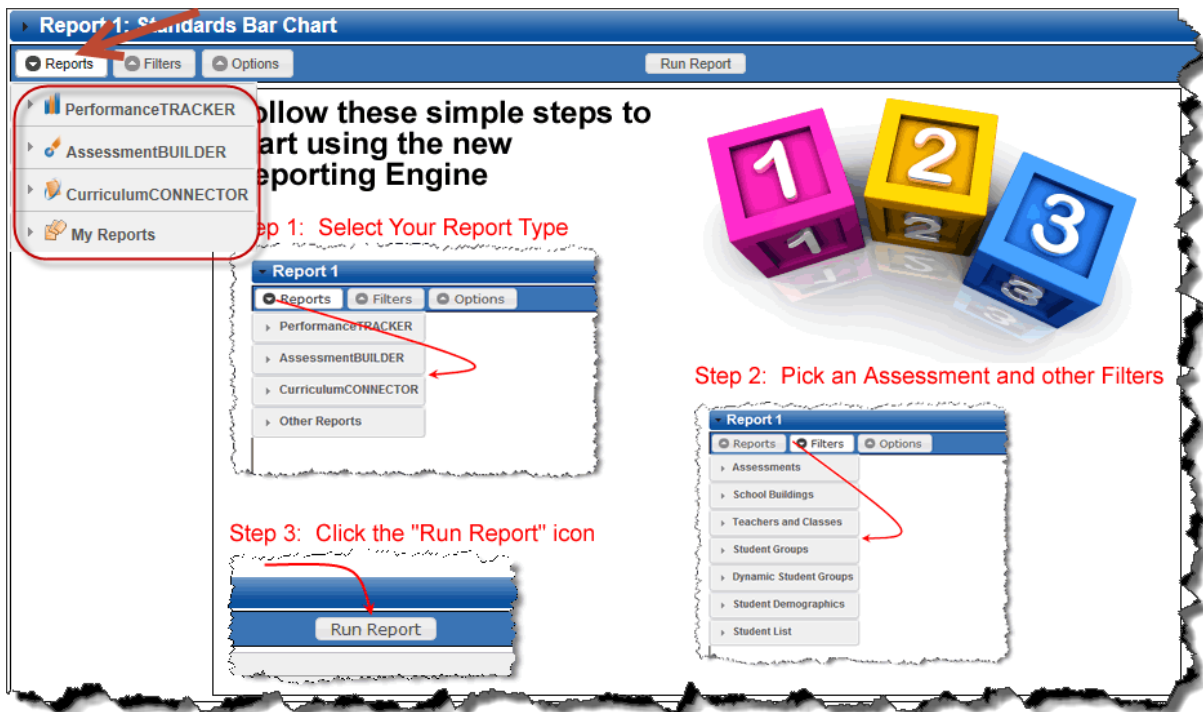 Report 1: Standards Bar Chart
Reports Filters Options Run Report
PerformanceTRACKER
AssessmentBUILDER
CurriculumCONNECTOR
My Reports
ollow these simple steps to
art using the new
eporting Engine
1 2 3
1 2 3
ep 1: Select Your Report Type
Report 1
Reports Filters Options
PerformanceTRACKER
AssessmentBUILDER
CurriculumCONNECTOR
Other Reports
Step 2: Pick an Assessment and other Filters
Report 1
Reports Filters Options
Assessments
School Buildings
Teachers and Classes
Student Groups
Dynamic Student Groups
Student Demographics
Student List
Step 3: Click the "Run Report" icon
Run Report